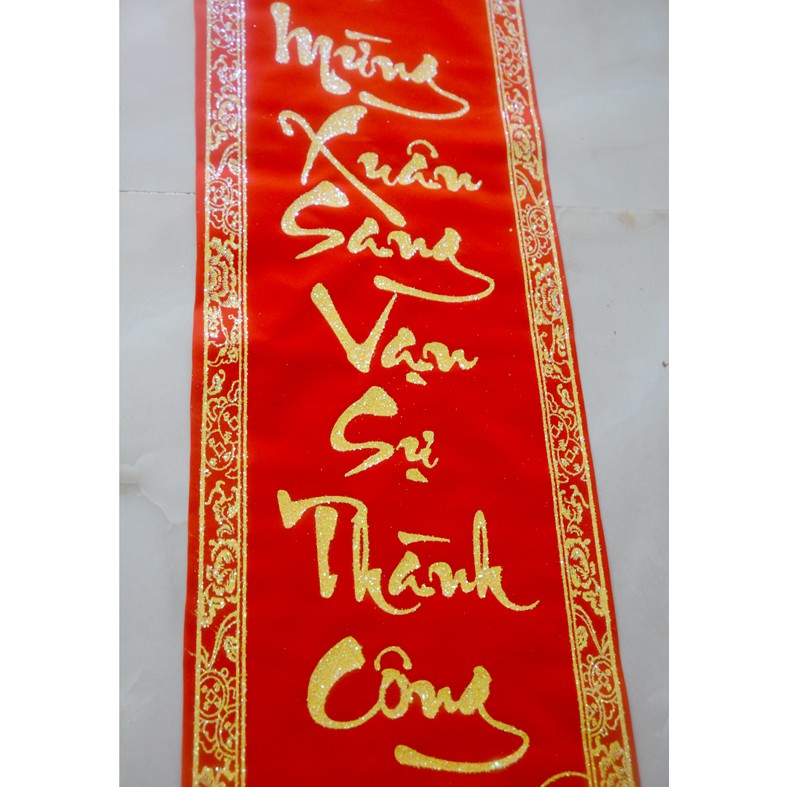 Mừng
Xuân
Sang
Vạn
Sự
Thành
Công